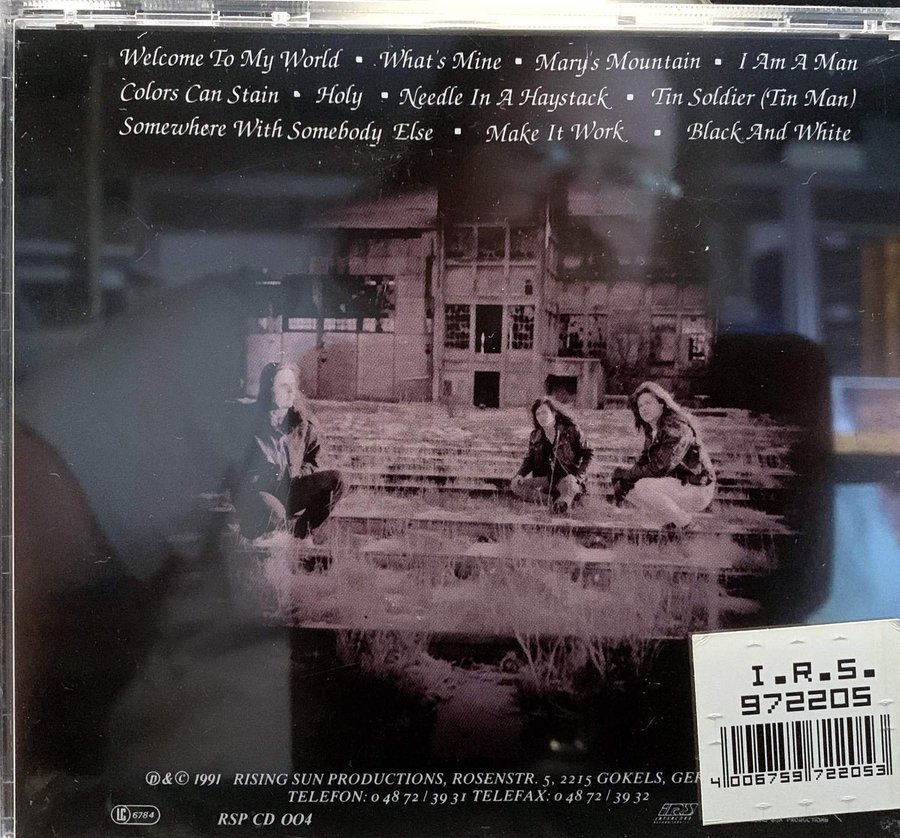 Welcome To My World • What's Mine • Mary's Mountain • I Am A Man
Colors Can Stain • Holy • Needle In A Haystack • Tin Soldier (Tin Man)
Somewhere With Somebody Else • Make It Work • Black And White
I.R.S.
972205
4 006759 722053
℗&© 1991 RISING SUN PRODUCTIONS, ROSENSTR. 5, 2215 GOKELS, GER
TELEFON: 0 48 72 / 39 31 TELEFAX: 0 48 72 / 39 32
LC 6784
RSP CD 004
IRS